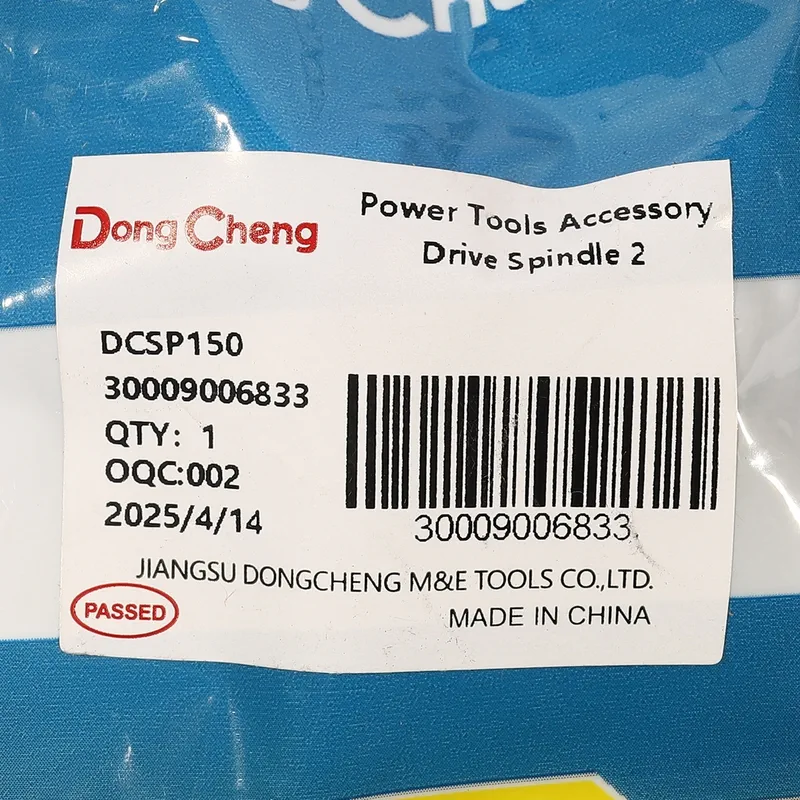 Dong Cheng
Power Tools Accessory
Drive Spindle 2
DCSP150
30009006833
QTY: 1
OQC:002
2025/4/14
30009006833
JIANGSU DONGCHENG M&E TOOLS CO.,LTD.
PASSED
MADE IN CHINA